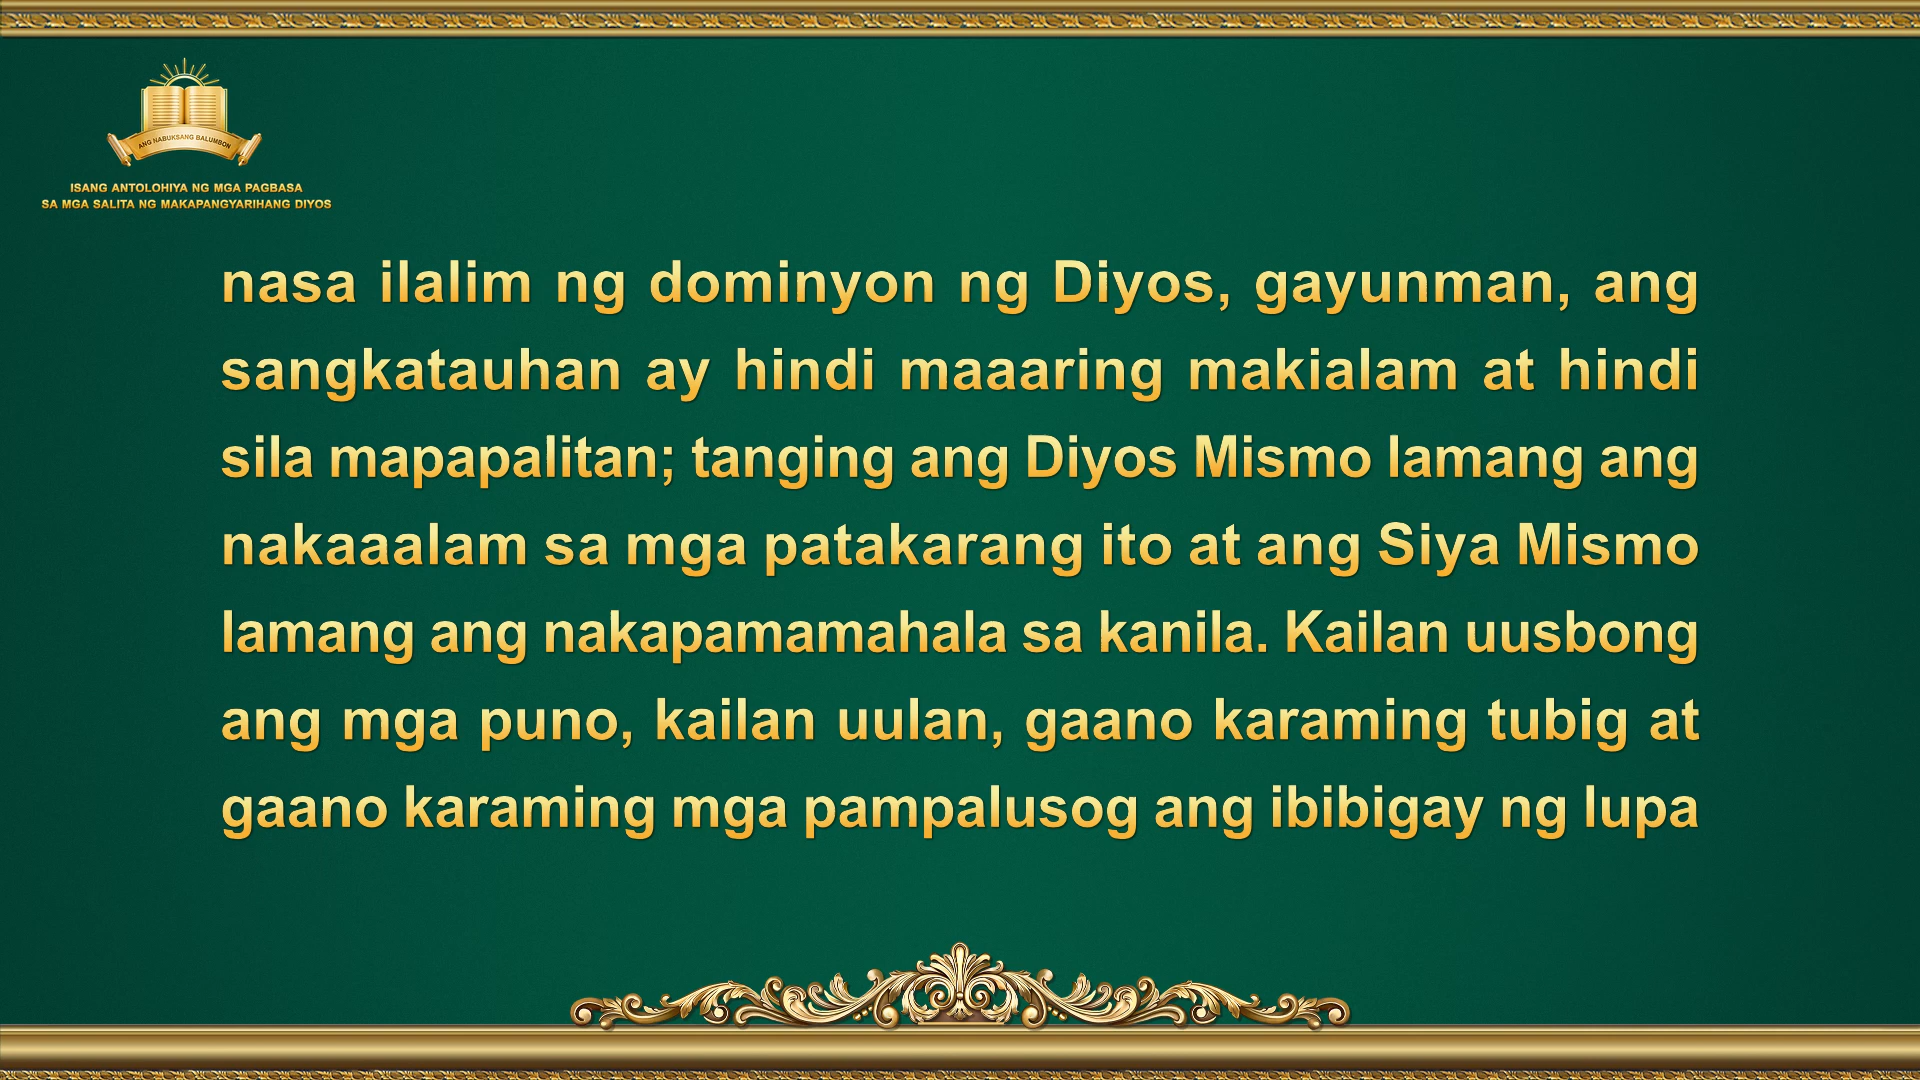 ANG NABUKSANG BALUMBON
ISANG ANTOLOHIYA NG MGA PAGBASA
SA MGA SALITA NG MAKAPANGYARIHANG DIYOS
nasa ilalim ng dominyon ng Diyos, gayunman, ang
sangkatauhan ay hindi maaaring makialam at hindi
sila mapapalitan; tanging ang Diyos Mismo lamang ang
nakaaalam sa mga patakarang ito at ang Siya Mismo
lamang ang nakapamamahala sa kanila. Kailan uusbong
ang mga puno, kailan uulan, gaano karaming tubig at
gaano karaming mga pampalusog ang ibibigay ng lupa